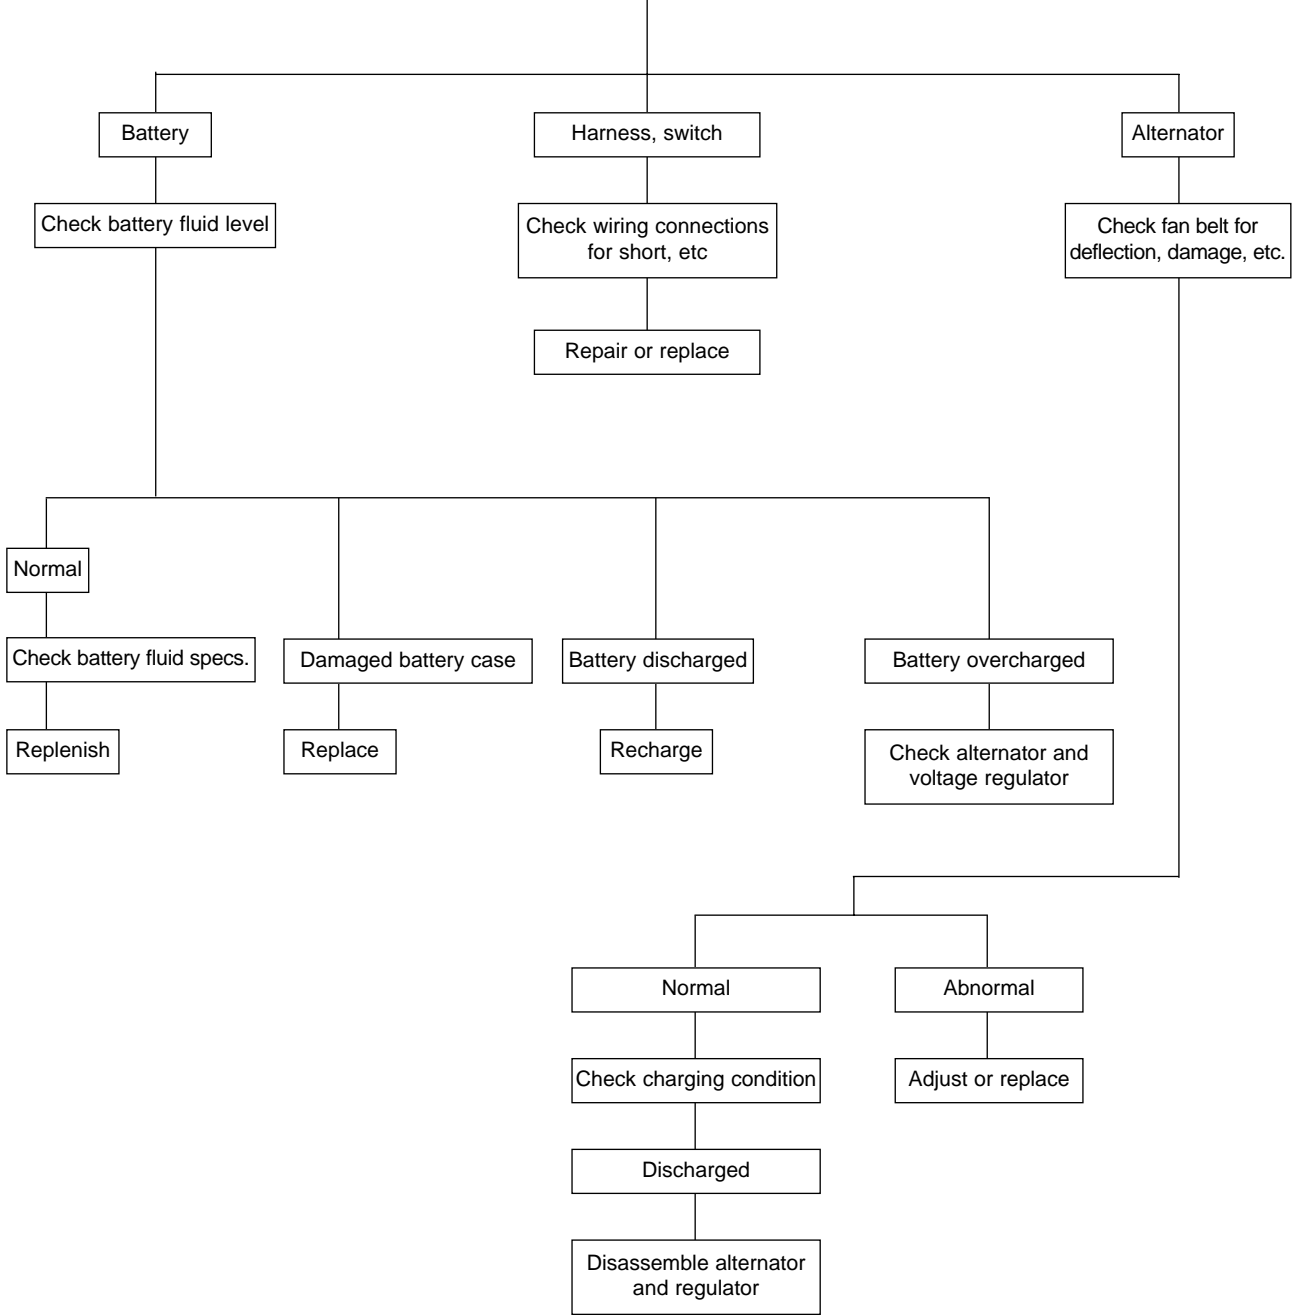 Battery
Harness, switch
Alternator
Check battery fluid level
Check wiring connections
for short, etc
Check fan belt for
deflection, damage, etc.
Repair or replace
Normal
Check battery fluid specs.
Damaged battery case
Battery discharged
Battery overcharged
Replenish
Replace
Recharge
Check alternator and
voltage regulator
Normal
Abnormal
Check charging condition
Adjust or replace
Discharged
Disassemble alternator
and regulator